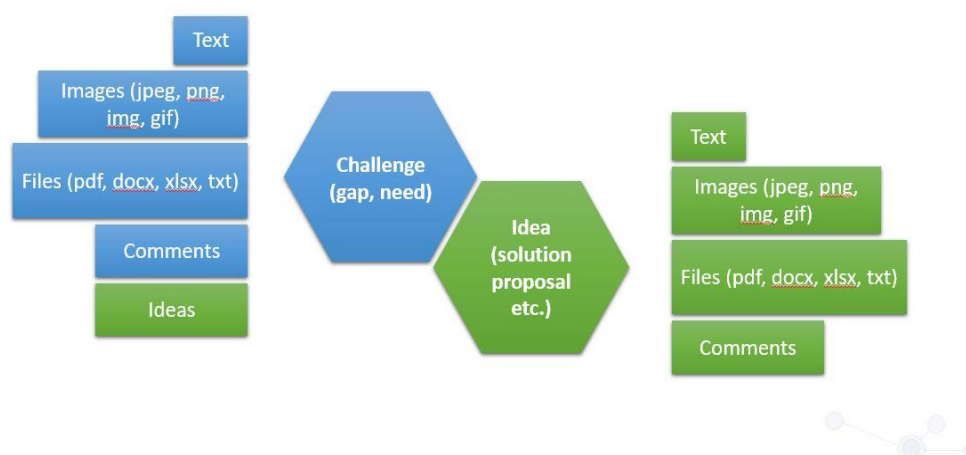 Text
Images (jpeg, png,
img, gif)
Files (pdf, docx, xlsx, txt)
Comments
Ideas
Challenge
(gap, need)
Idea
(solution
proposal
etc.)
Text
Images (jpeg, png,
img, gif)
Files (pdf, docx, xlsx, txt)
Comments